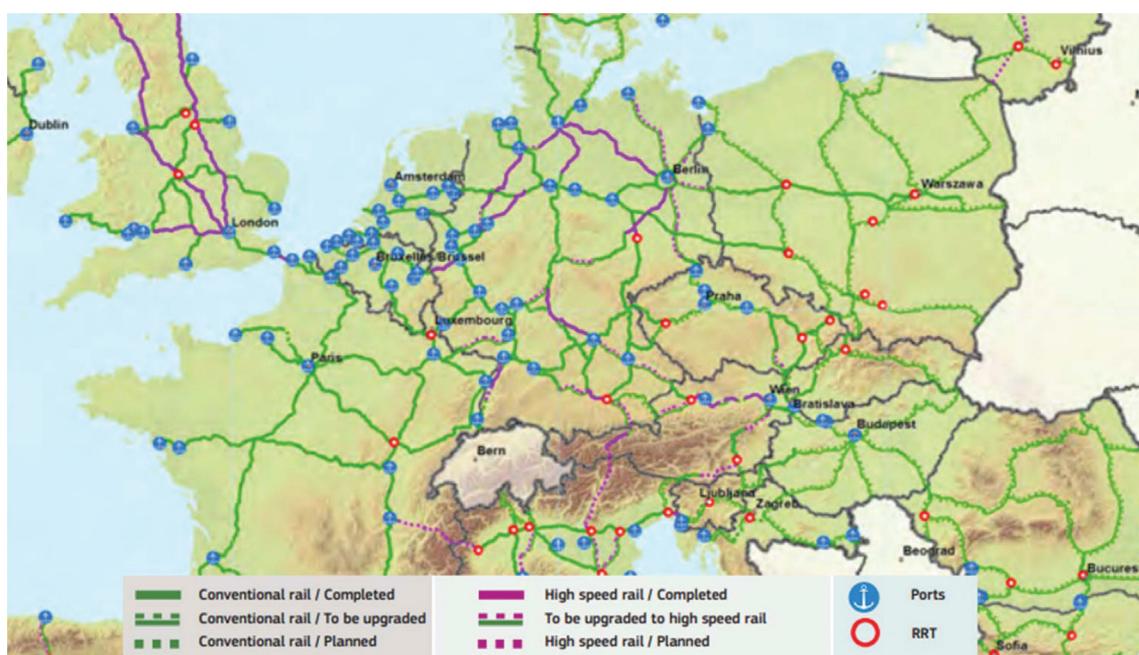 Vilnius
Dublin
Berlin
Amsterdam
Warszawa
London
Bruxelles/Brussel
Praha
Luxembourg
Paris
Wien
Bratislava
Budapest
Bern
Ljubljana
Zagreb
Beograd
Bucures
Conventional rail / Completed
High speed rail / Completed
Ports
Conventional rail / To be upgraded
To be upgraded to high speed rail
Conventional rail / Planned
High speed rail / Planned
RRT
Sofia